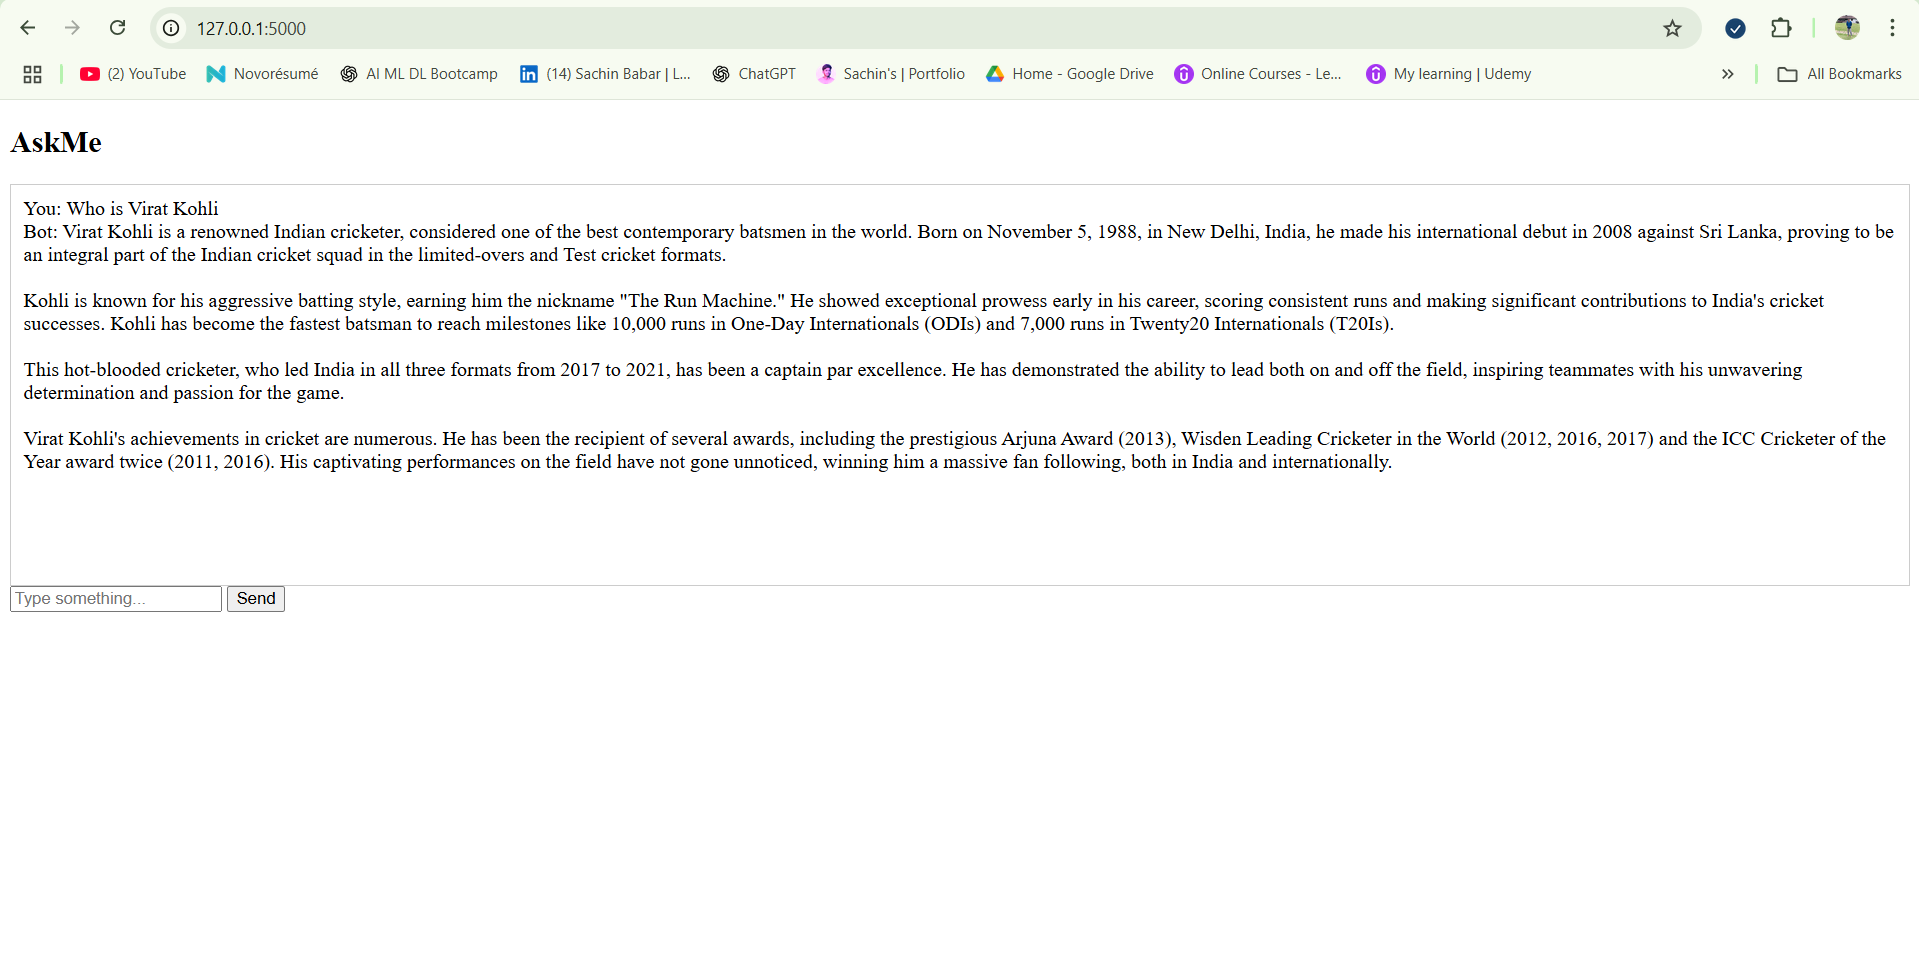 127.0.0.1:5000
(2) YouTube Novorésumé AI ML DL Bootcamp (14) Sachin Babar | L... ChatGPT Sachin's | Portfolio Home - Google Drive Online Courses - Le... My learning | Udemy » All Bookmarks
AskMe
You: Who is Virat Kohli
Bot: Virat Kohli is a renowned Indian cricketer, considered one of the best contemporary batsmen in the world. Born on November 5, 1988, in New Delhi, India, he made his international debut in 2008 against Sri Lanka, proving to be
an integral part of the Indian cricket squad in the limited-overs and Test cricket formats.
Kohli is known for his aggressive batting style, earning him the nickname "The Run Machine." He showed exceptional prowess early in his career, scoring consistent runs and making significant contributions to India's cricket
successes. Kohli has become the fastest batsman to reach milestones like 10,000 runs in One-Day Internationals (ODIs) and 7,000 runs in Twenty20 Internationals (T20Is).
This hot-blooded cricketer, who led India in all three formats from 2017 to 2021, has been a captain par excellence. He has demonstrated the ability to lead both on and off the field, inspiring teammates with his unwavering
determination and passion for the game.
Virat Kohli's achievements in cricket are numerous. He has been the recipient of several awards, including the prestigious Arjuna Award (2013), Wisden Leading Cricketer in the World (2012, 2016, 2017) and the ICC Cricketer of the
Year award twice (2011, 2016). His captivating performances on the field have not gone unnoticed, winning him a massive fan following, both in India and internationally.
Type something... Send